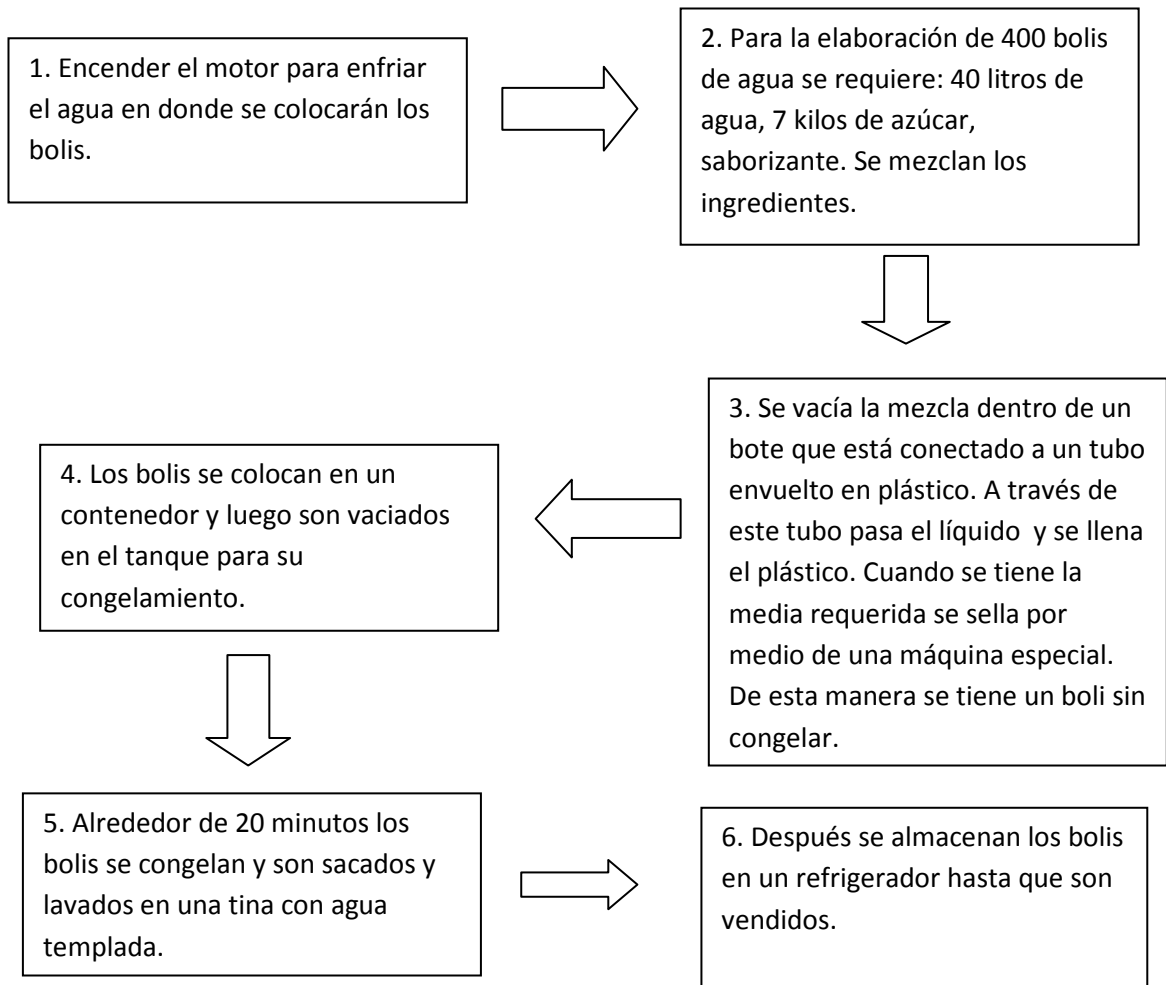 1. Encender el motor para enfriar
el agua en donde se colocarán los
bolis.
2. Para la elaboración de 400 bolis
de agua se requiere: 40 litros de
agua, 7 kilos de azúcar,
saborizante. Se mezclan los
ingredientes.
3. Se vacía la mezcla dentro de un
bote que está conectado a un tubo
envuelto en plástico. A través de
este tubo pasa el líquido y se llena
el plástico. Cuando se tiene la
media requerida se sella por
medio de una máquina especial.
De esta manera se tiene un boli sin
congelar.
4. Los bolis se colocan en un
contenedor y luego son vaciados
en el tanque para su
congelamiento.
5. Alrededor de 20 minutos los
bolis se congelan y son sacados y
lavados en una tina con agua
templada.
6. Después se almacenan los bolis
en un refrigerador hasta que son
vendidos.